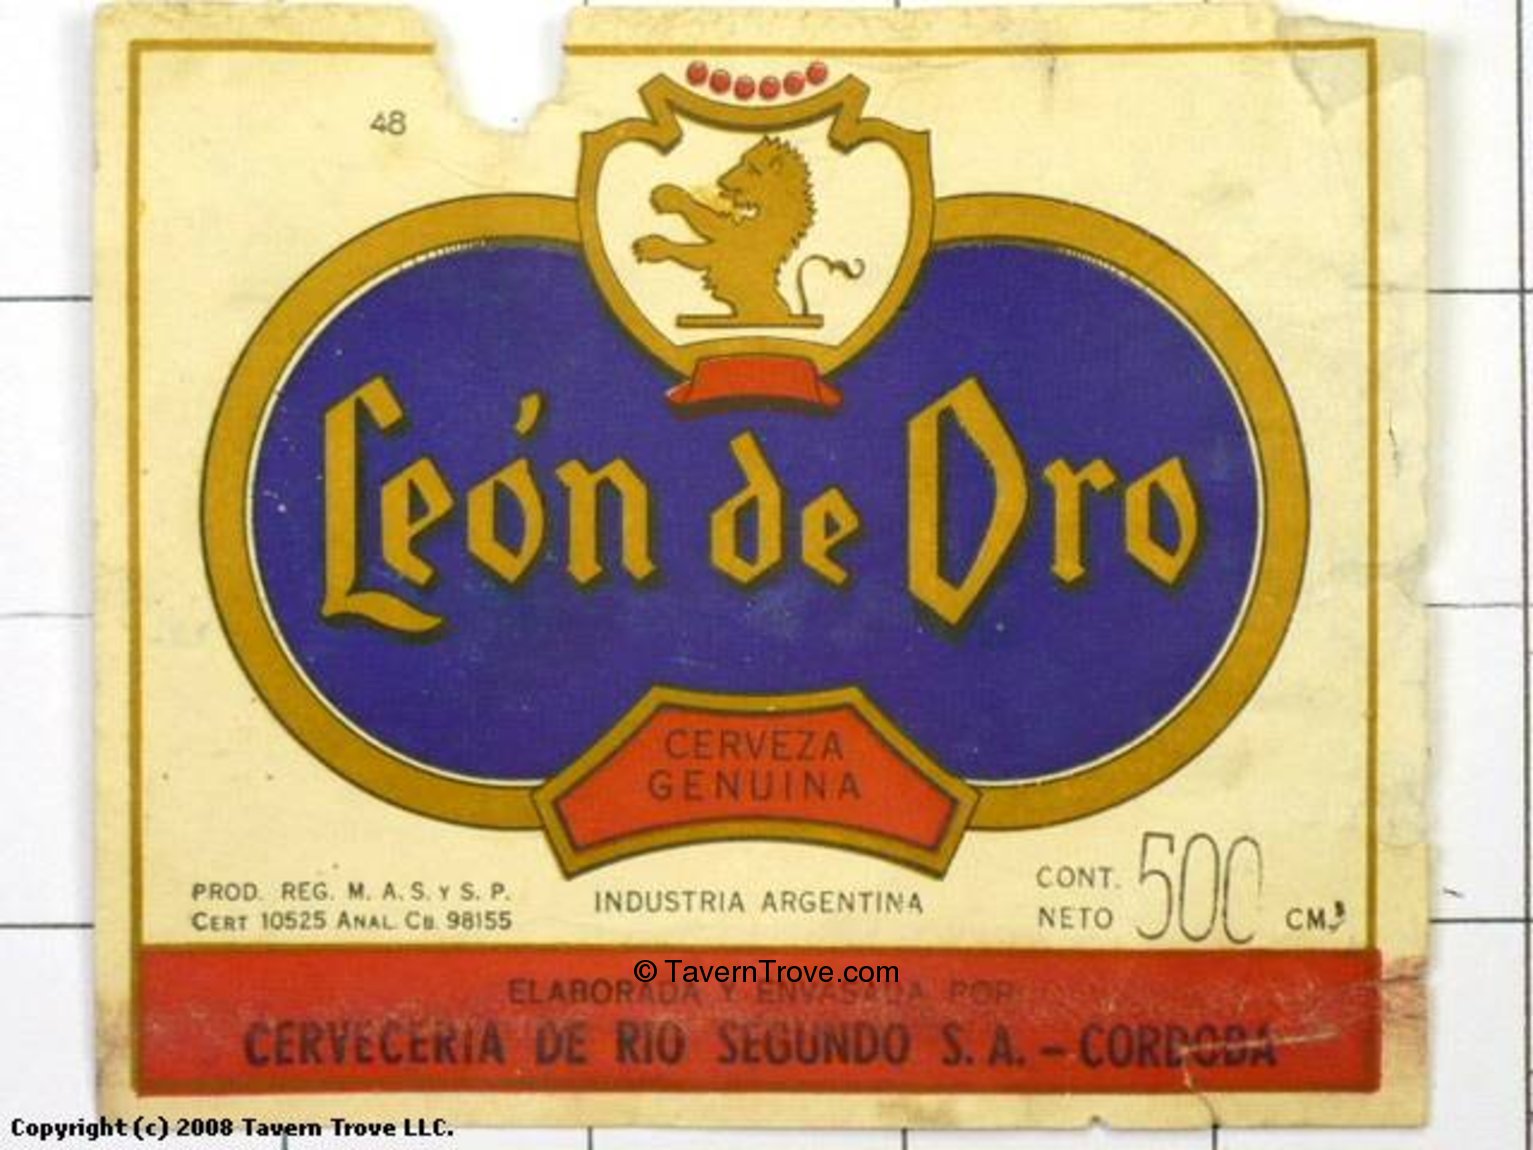 48
León de Oro
CERVEZA
GENUINA
PROD. REG. M. A. S. Y S. P.
CERT 10525 ANAL. CB. 98155
INDUSTRIA ARGENTINA
CONT.
NETO 500 CM3
© TavernTrove.com
ELABORADA Y ENVASADA POR
CERVECERIA DE RIO SEGUNDO S. A. – CORDOBA
Copyright (c) 2008 Tavern Trove LLC.